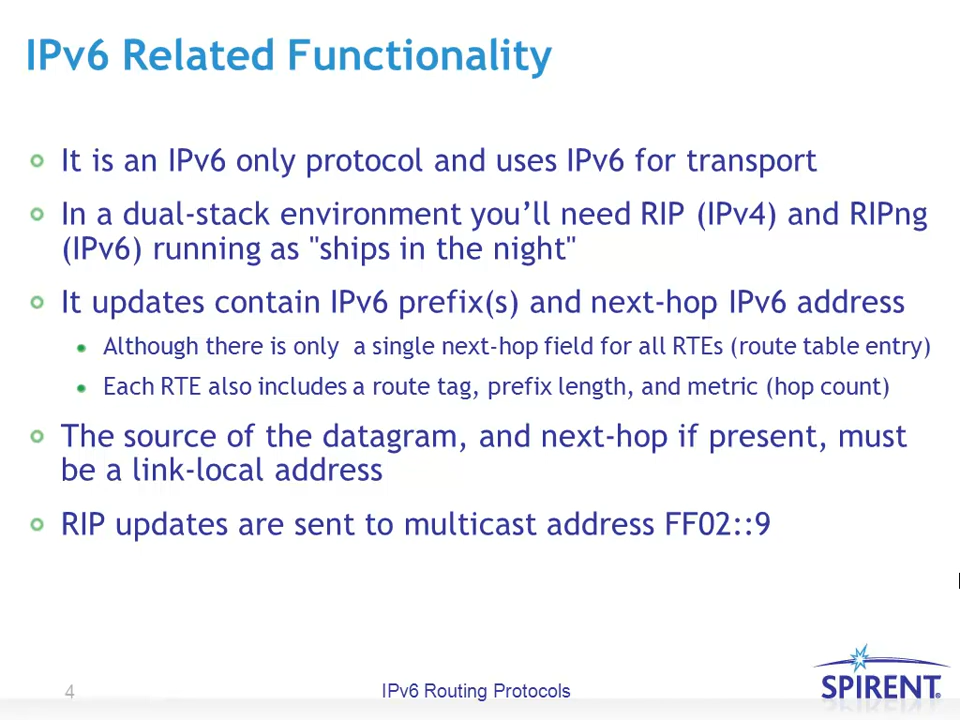 IPv6 Related Functionality
It is an IPv6 only protocol and uses IPv6 for transport
In a dual-stack environment you’ll need RIP (IPv4) and RIPng
(IPv6) running as "ships in the night"
It updates contain IPv6 prefix(s) and next-hop IPv6 address
Although there is only a single next-hop field for all RTEs (route table entry)
Each RTE also includes a route tag, prefix length, and metric (hop count)
The source of the datagram, and next-hop if present, must
be a link-local address
RIP updates are sent to multicast address FF02::9
4
IPv6 Routing Protocols
SPIRENT®